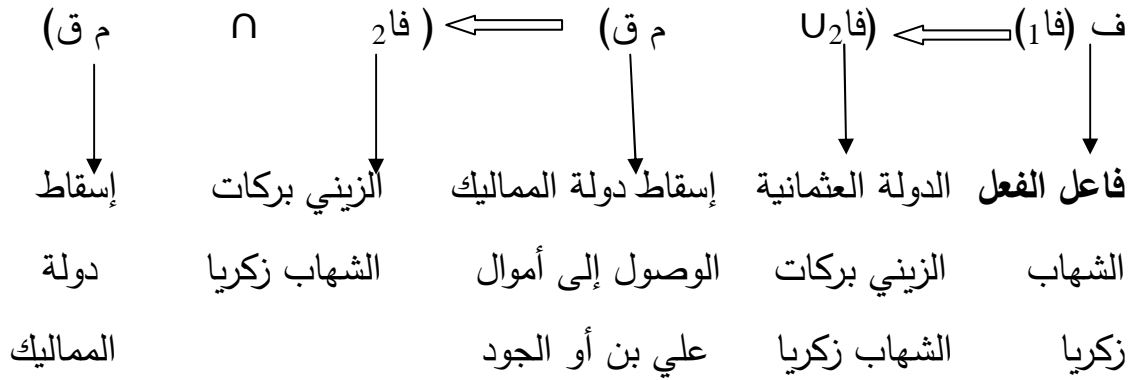 ف (فا1) (فا2∪ م ق) ( فا2 ∩ م ق)
فاعل الفعل الدولة العثمانية إسقاط دولة المماليك الزيني بركات إسقاط
الشهاب الزيني بركات الوصول إلى أموال الشهاب زكريا دولة
زكريا الشهاب زكريا علي بن أو الجود المماليك